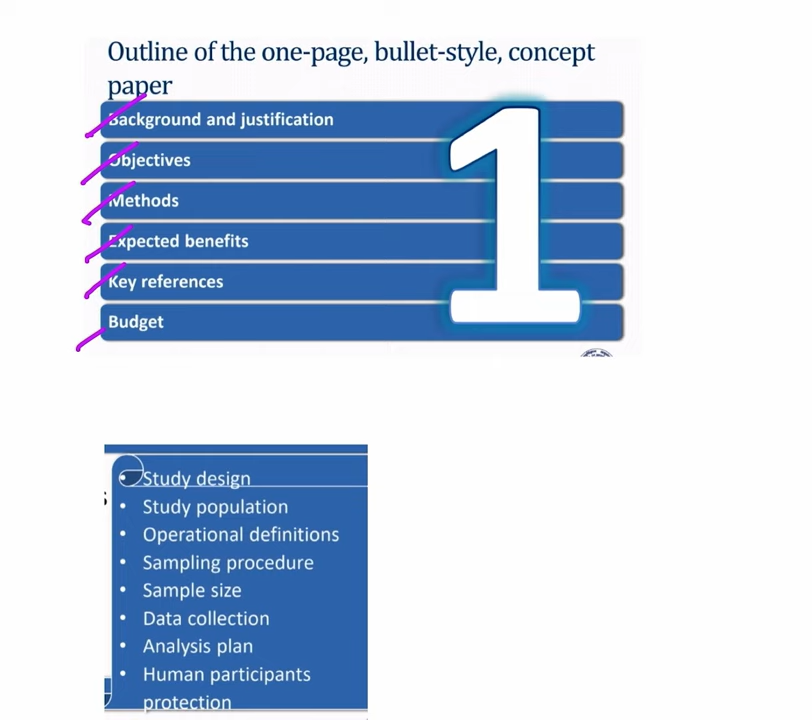 Outline of the one-page, bullet-style, concept
paper
Background and justification
Objectives
Methods
Expected benefits
Key references
Budget
1
• Study design
• Study population
• Operational definitions
• Sampling procedure
• Sample size
• Data collection
• Analysis plan
• Human participants
protection